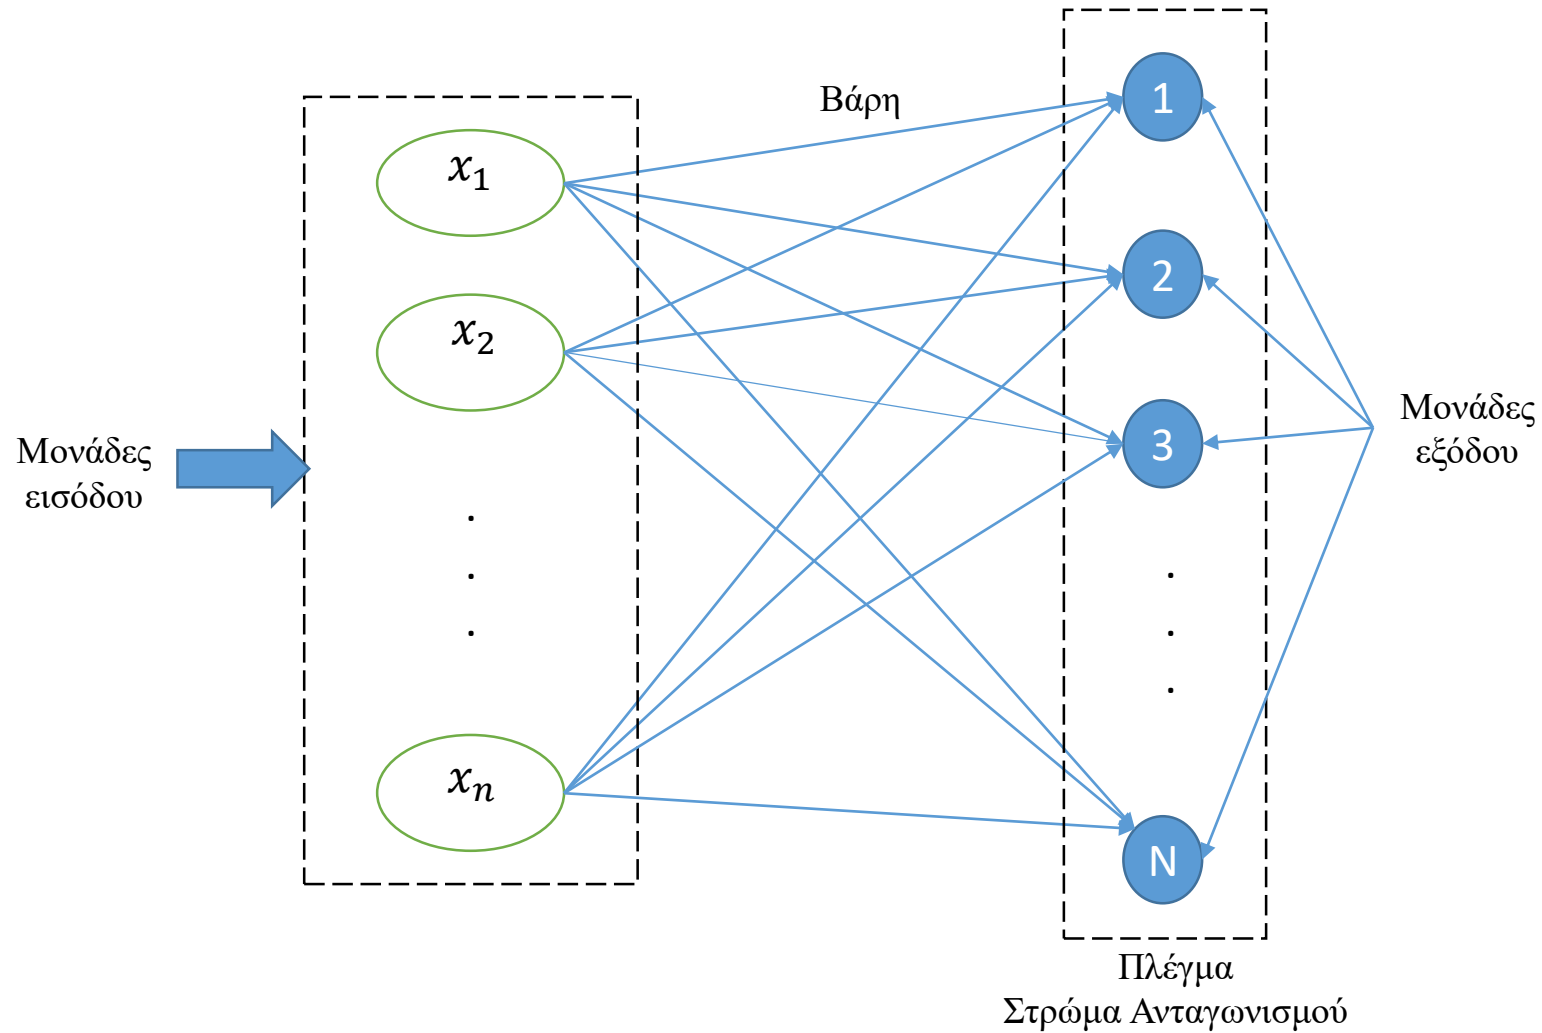 Βάρη
1
x₁
2
x₂
Μονάδες
εισόδου
3
Μονάδες
εξόδου
.
.
.
.
.
.
xₙ
N
Πλέγμα
Στρώμα Ανταγωνισμού